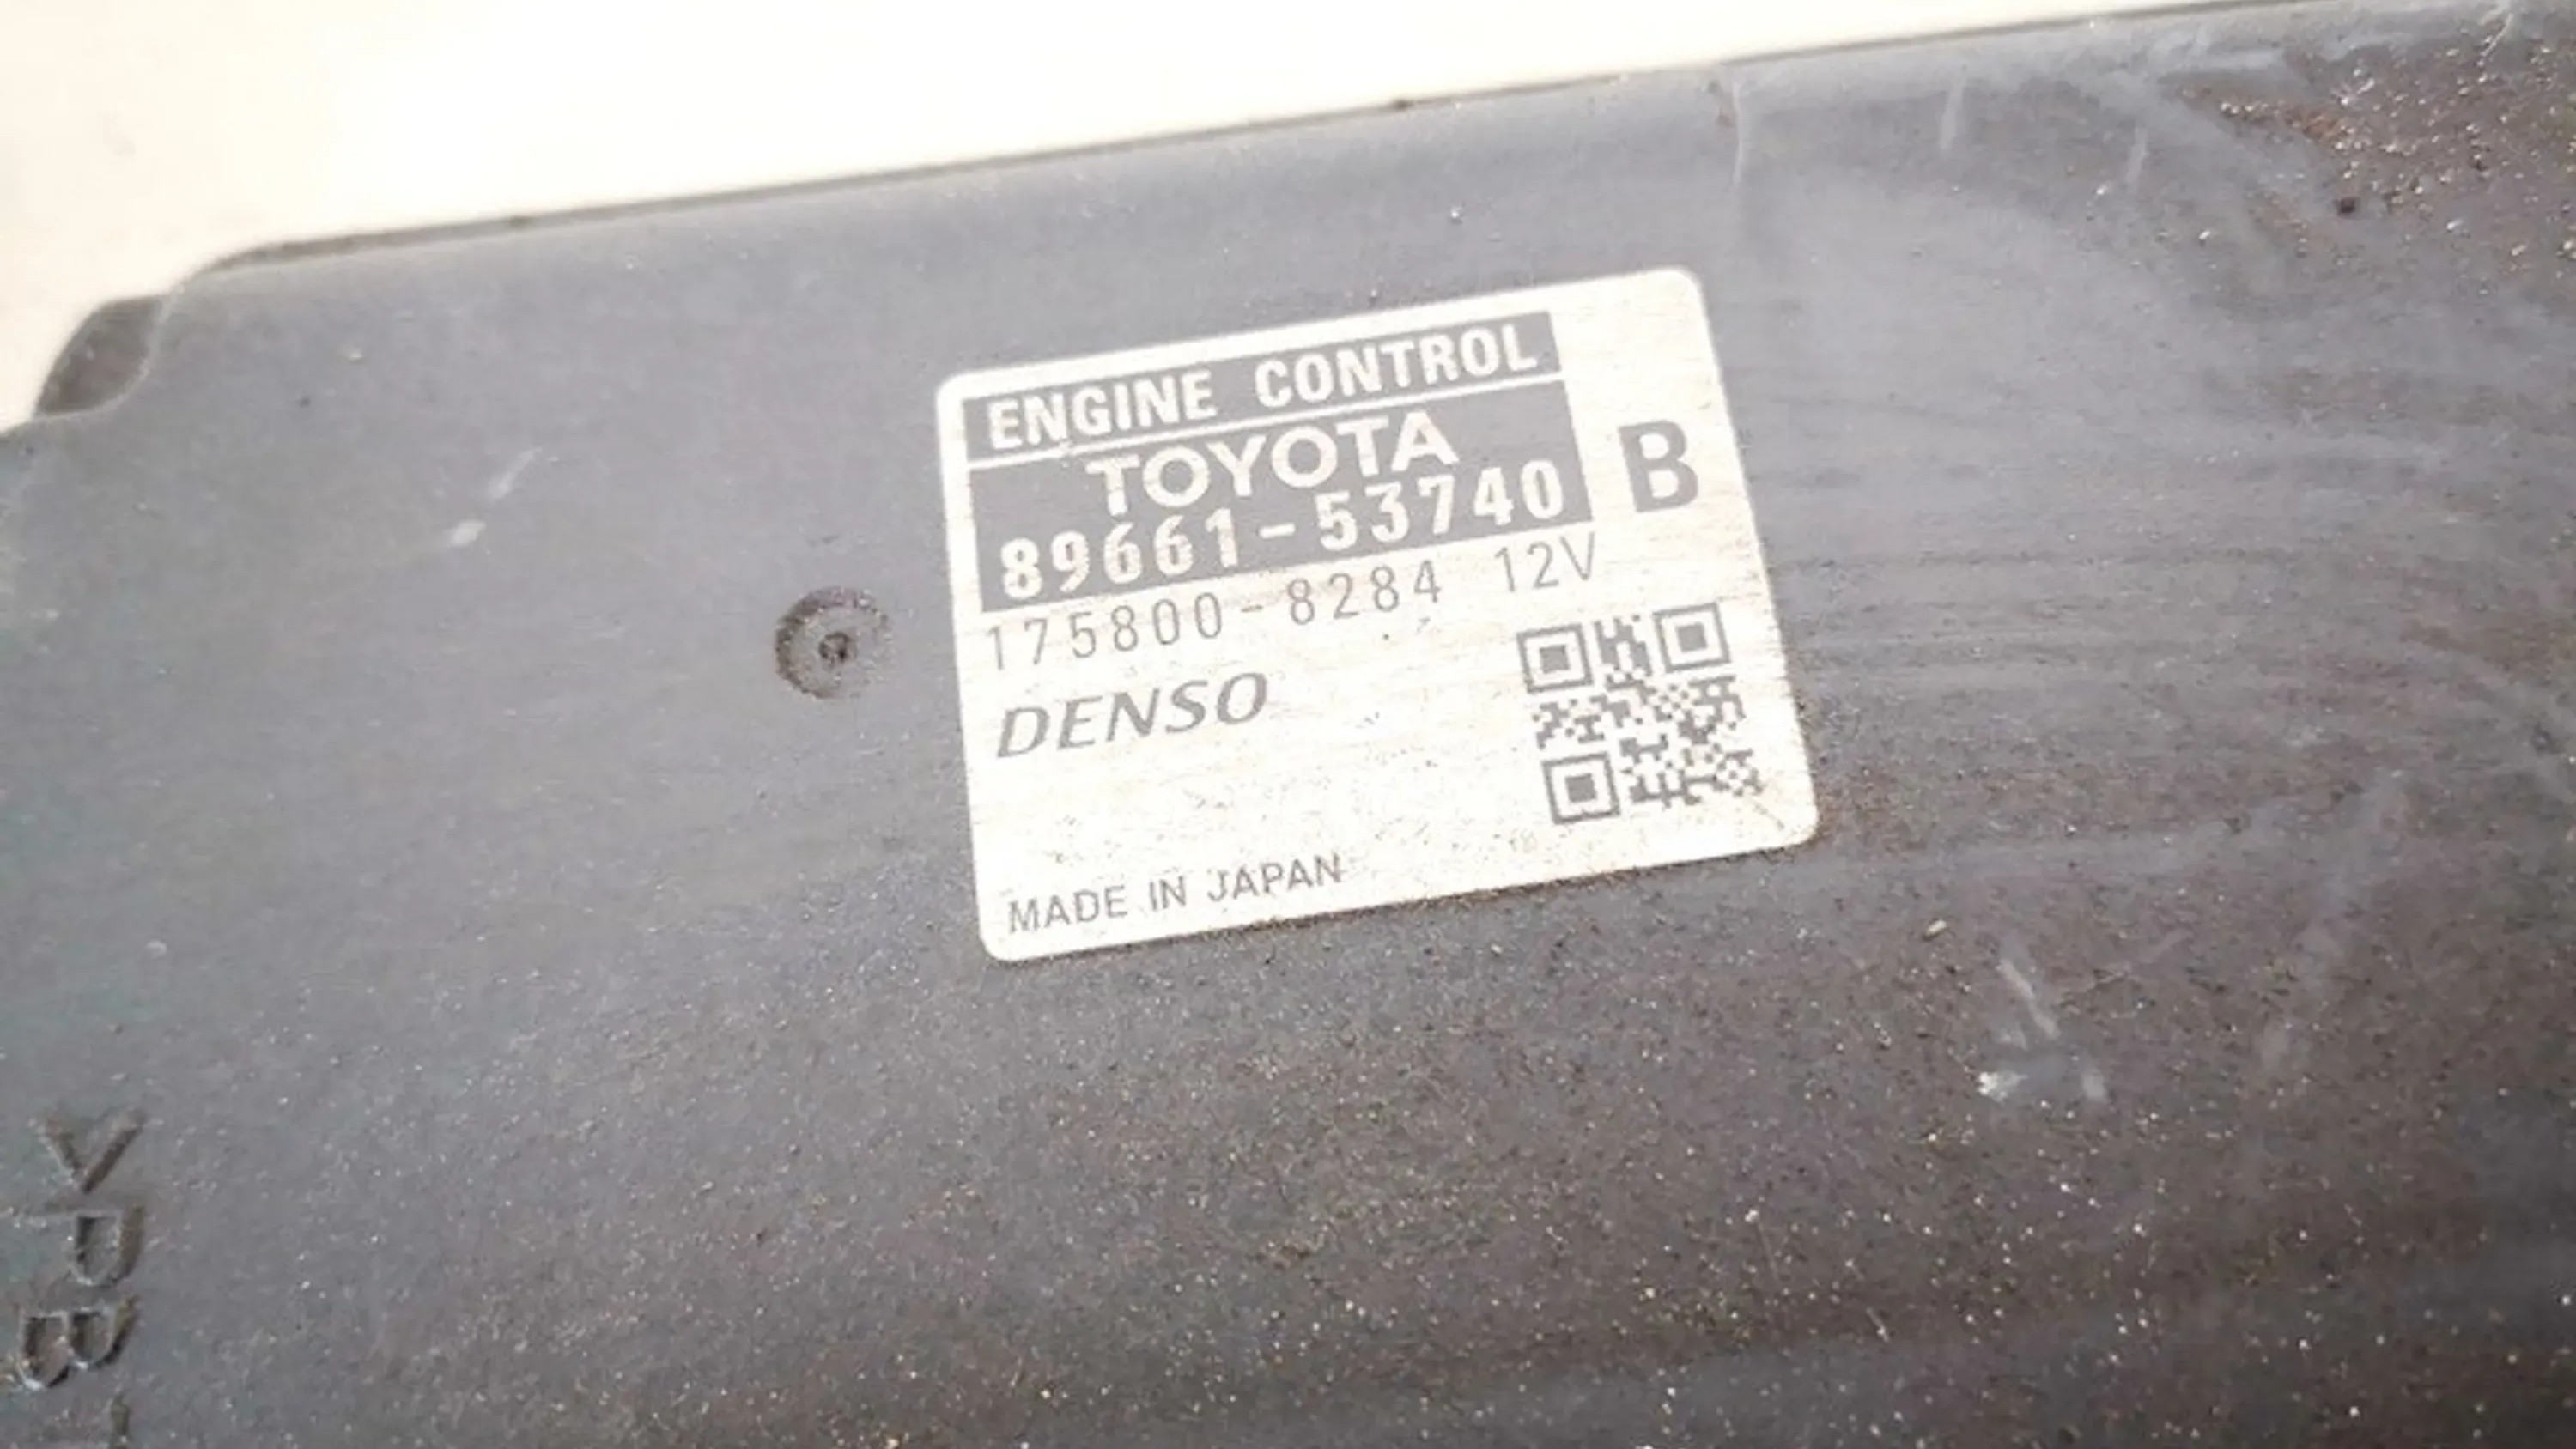 ENGINE CONTROL
TOYOTA
89661-53740
B
175800-8284 12V
DENSO
MADE IN JAPAN